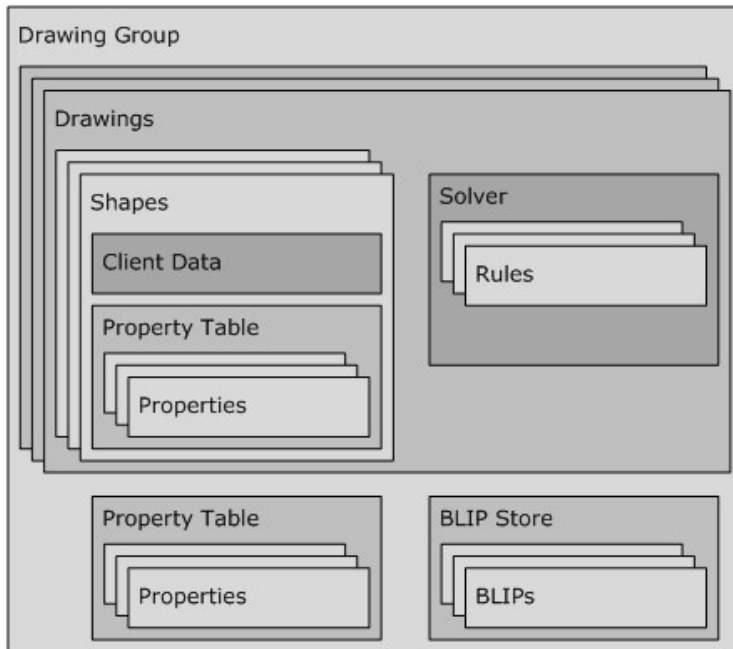 Drawing Group
Drawings
Shapes
Client Data
Property Table
Properties
Solver
Rules
Property Table
Properties
BLIP Store
BLIPs